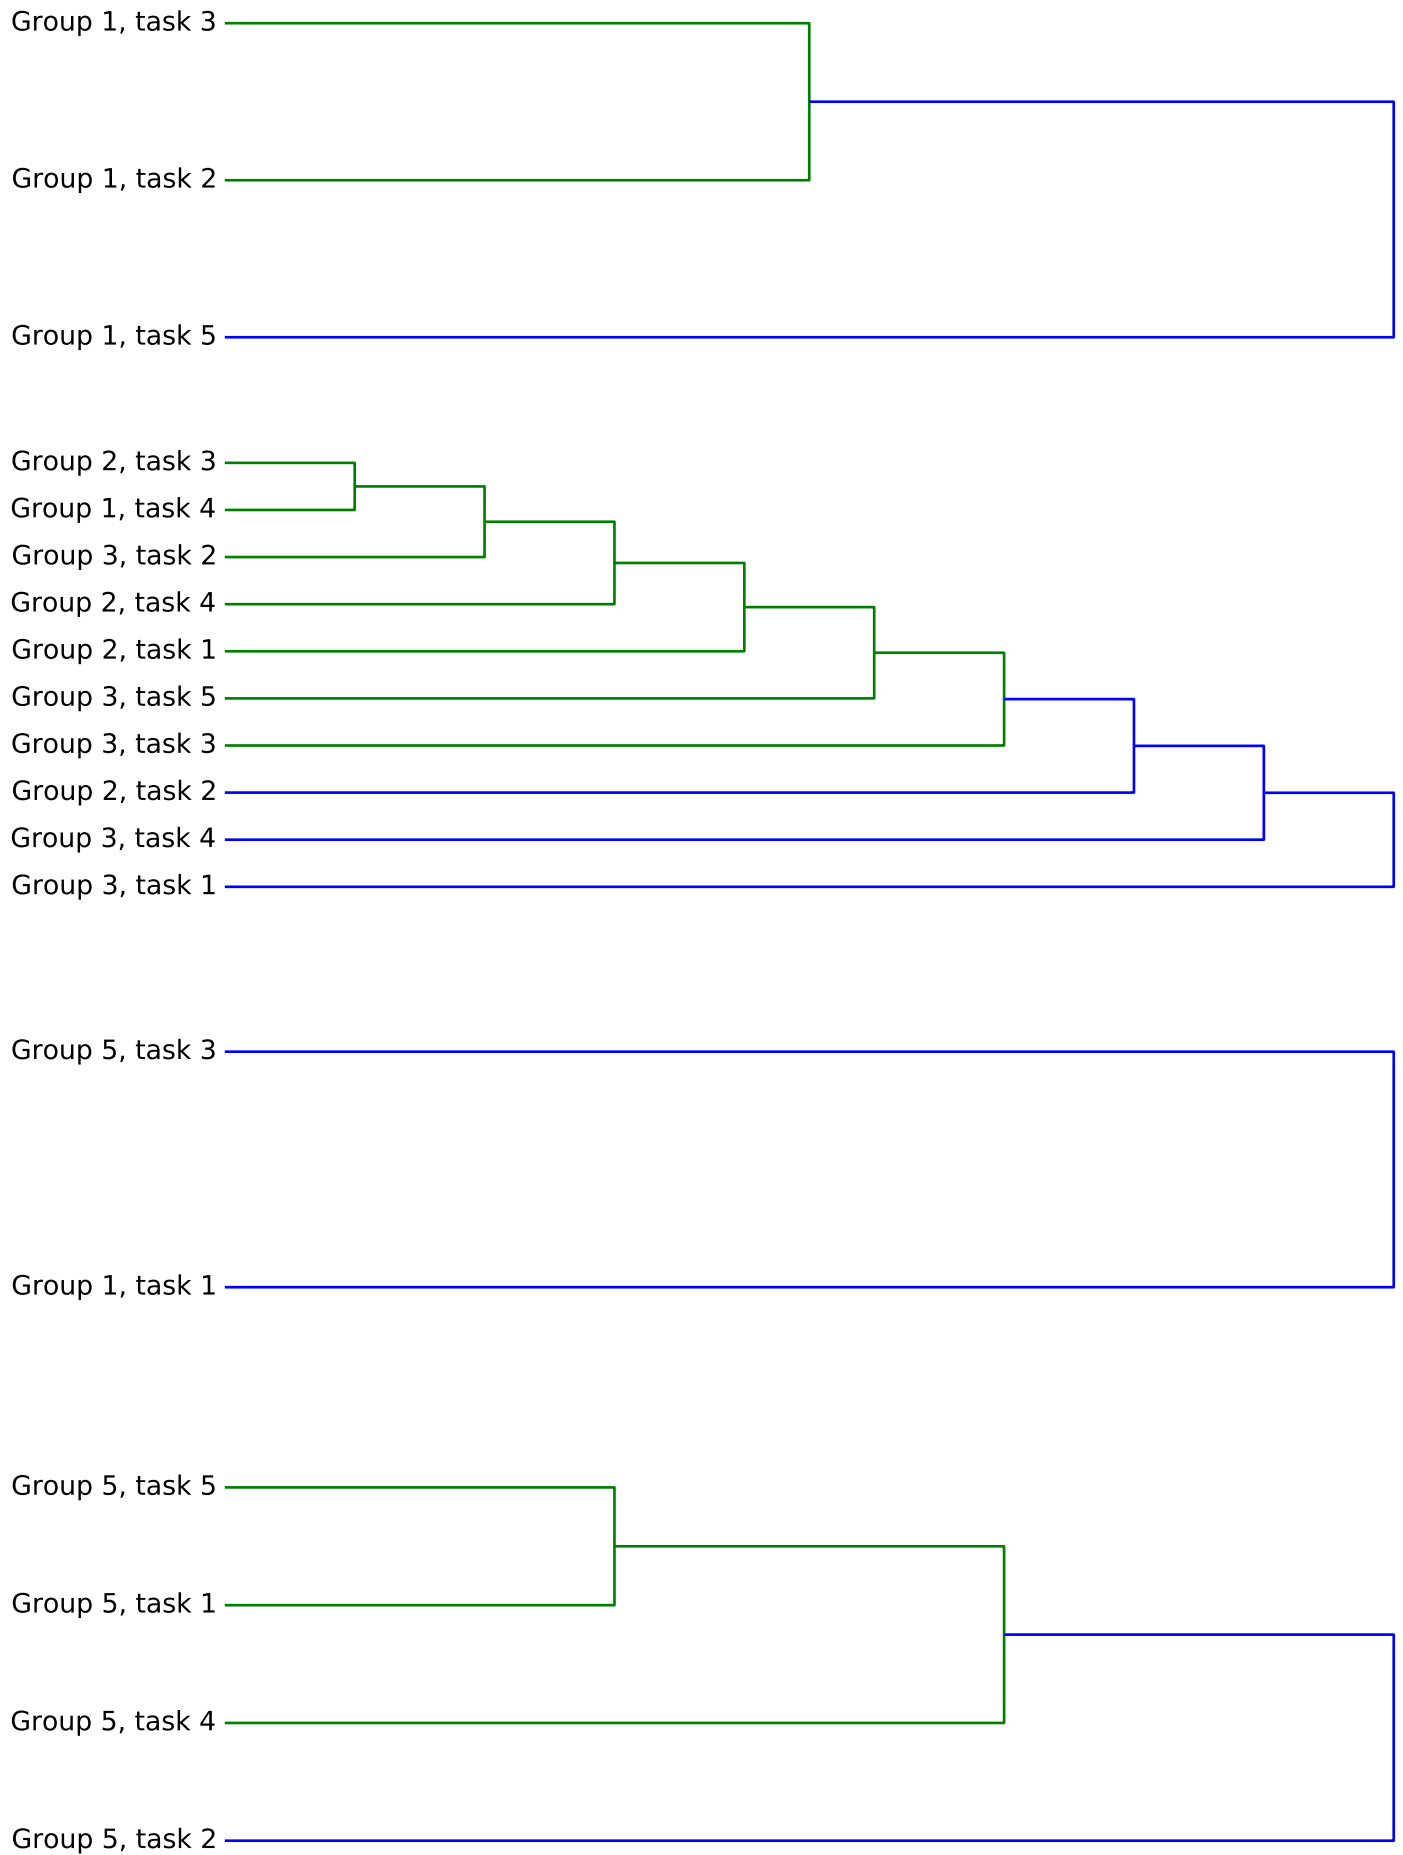 Group 1, task 3
Group 1, task 2
Group 1, task 5
Group 2, task 3
Group 1, task 4
Group 3, task 2
Group 2, task 4
Group 2, task 1
Group 3, task 5
Group 3, task 3
Group 2, task 2
Group 3, task 4
Group 3, task 1
Group 5, task 3
Group 1, task 1
Group 5, task 5
Group 5, task 1
Group 5, task 4
Group 5, task 2